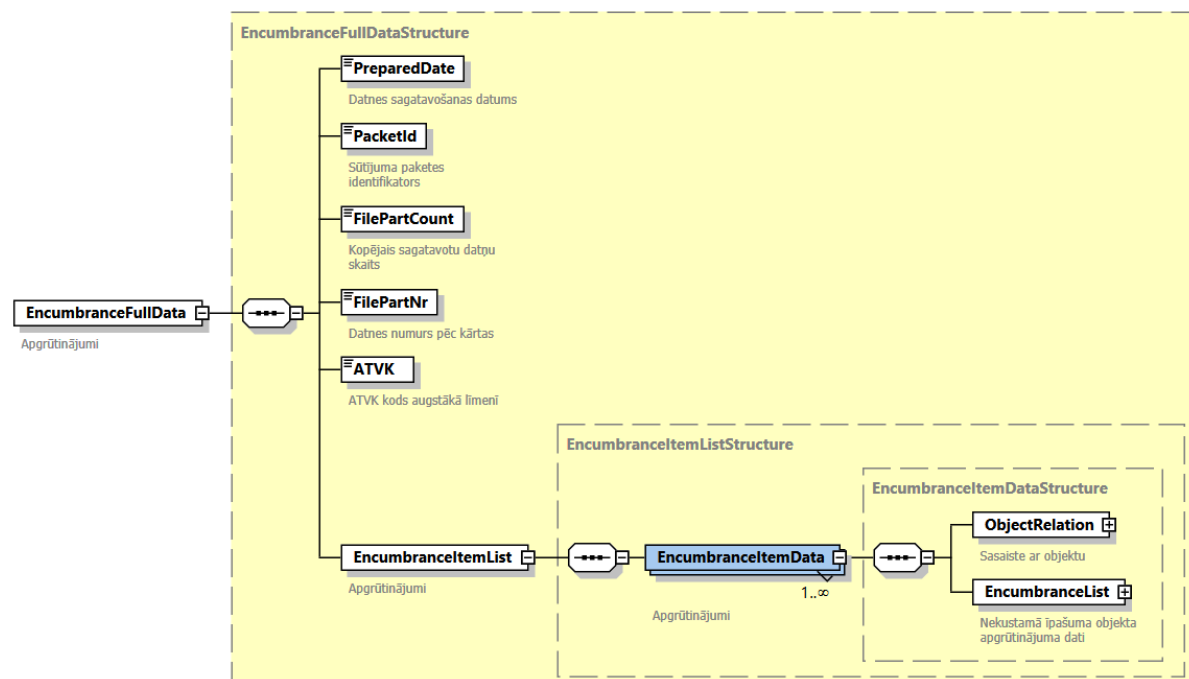 EncumbranceFullDataStructure
PreparedDate
Datnes sagatavošanas datums
PacketId
Sūtījuma paketes
identifikators
FilePartCount
Kopējais sagatavotu datņu
skaits
EncumbranceFullData
Apgrūtinājumi
FilePartNr
Datnes numurs pēc kārtas
ATVK
ATVK kods augstākā līmenī
EncumbranceItemListStructure
EncumbranceItemDataStructure
EncumbranceItemList
Apgrūtinājumi
EncumbranceItemData
1..∞
Apgrūtinājumi
ObjectRelation
Sasaiste ar objektu
EncumbranceList
Nekustamā īpašuma objekta
apgrūtinājuma dati